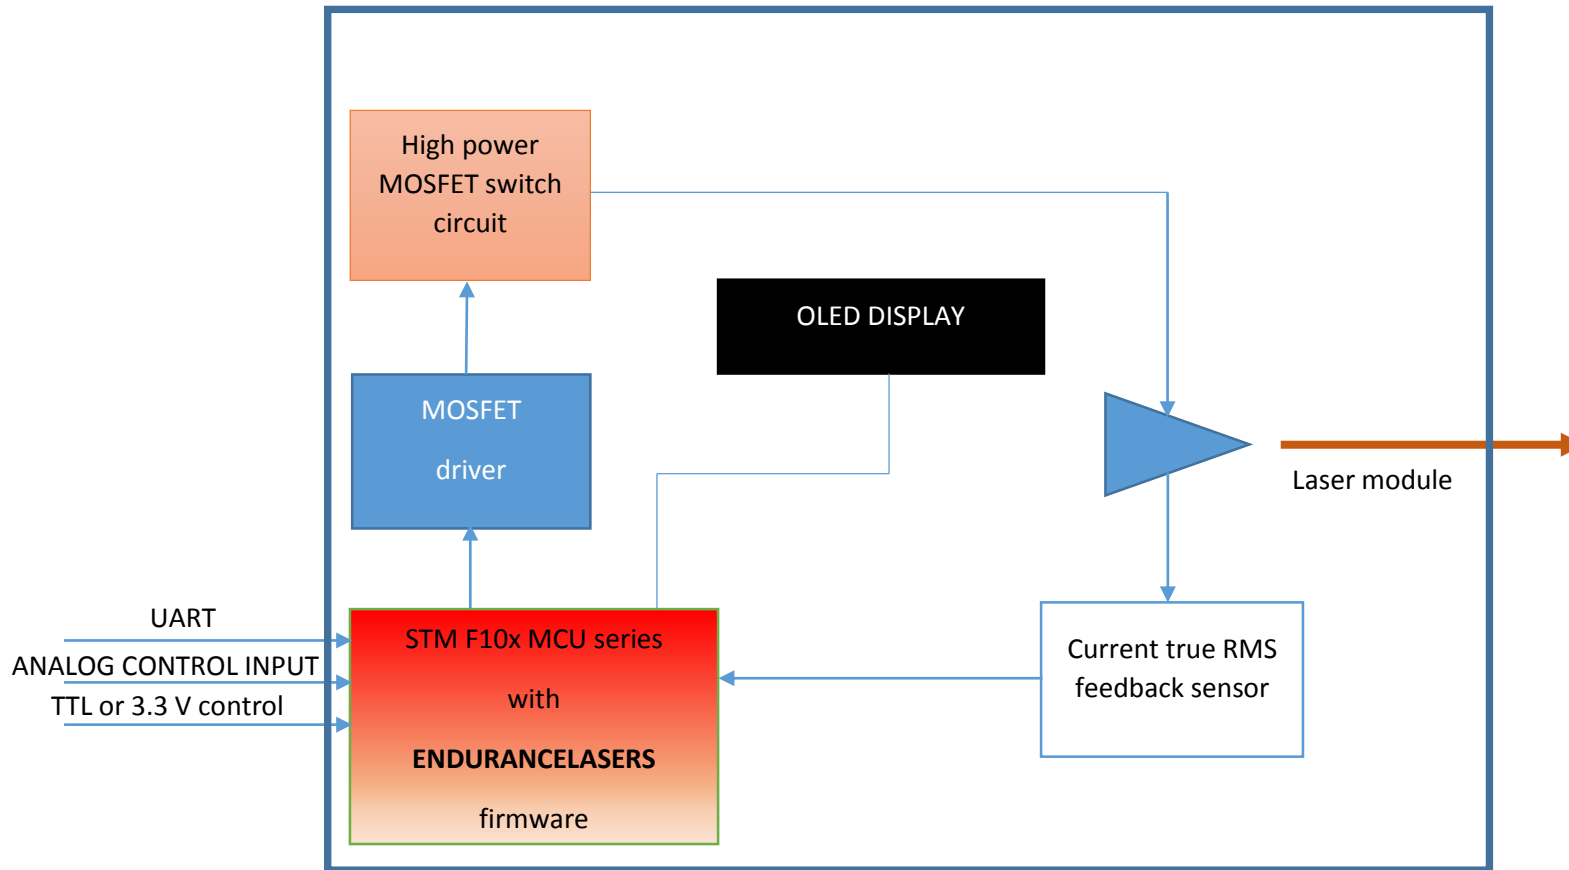 High power
MOSFET switch
circuit
OLED DISPLAY
MOSFET
driver
Laser module
UART
ANALOG CONTROL INPUT
TTL or 3.3 V control
STM F10x MCU series
with
ENDURANCELASERS
firmware
Current true RMS
feedback sensor